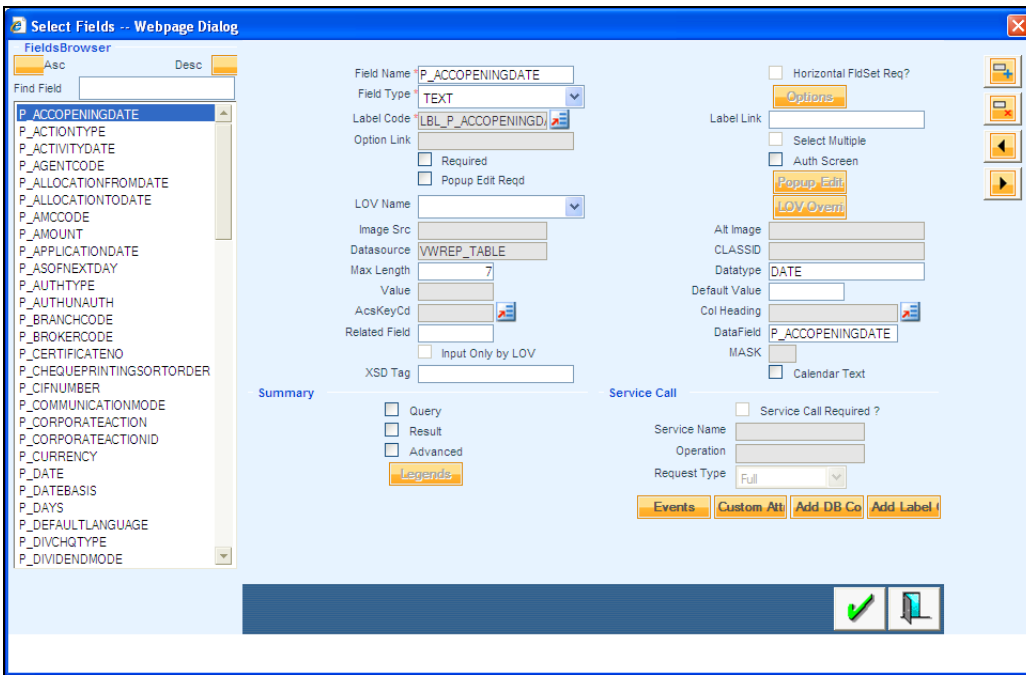 Select Fields -- Webpage Dialog
FieldsBrowser
Asc Desc
Find Field
P_ACCOPENINGDATE
P_ACTIONTYPE
P_ACTIVITYDATE
P_AGENTCODE
P_ALLOCATIONFROMDATE
P_ALLOCATIONTODATE
P_AMCCODE
P_AMOUNT
P_APPLICATIONDATE
P_ASOFNEXTDAY
P_AUTHTYPE
P_AUTHUNAUTH
P_BRANCHCODE
P_BROKERCODE
P_CERTIFICATENO
P_CHEQUEPRINTINGSORTORDER
P_CIFNUMBER
P_COMMUNICATIONMODE
P_CORPORATEACTION
P_CORPORATEACTIONID
P_CURRENCY
P_DATE
P_DATEBASIS
P_DAYS
P_DEFAULTLANGUAGE
P_DIVCHQTYPE
P_DIVIDENDMODE
Field Name * P_ACCOPENINGDATE
Horizontal FldSet Req?
Field Type * TEXT
Options
Label Code * LBL_P_ACCOPENINGD
Label Link
Option Link
Select Multiple
Required
Auth Screen
Popup Edit Reqd
Popup Edit
LOV Name
LOV Overri
Image Src
Alt Image
Datasource VWREP_TABLE
CLASSID
Max Length 7
Datatype DATE
Value
Default Value
AcsKeyCd
Col Heading
Related Field
DataField P_ACCOPENINGDATE
Input Only by LOV
MASK
XSD Tag
Calendar Text
Summary
Query
Result
Advanced
Legends
Service Call
Service Call Required ?
Service Name
Operation
Request Type Full
Events Custom Att Add DB Co Add Label